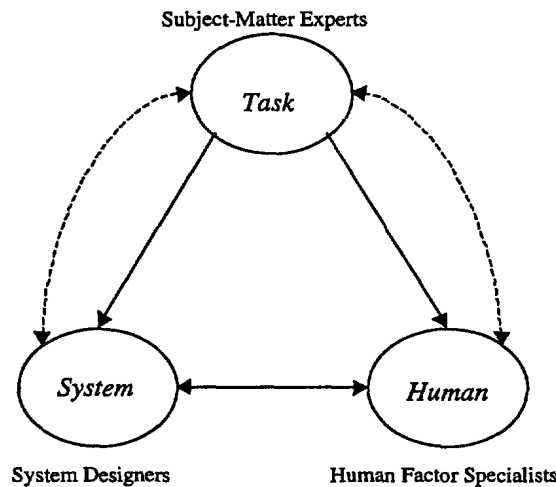 Subject-Matter Experts
Task
System
Human
System Designers
Human Factor Specialists